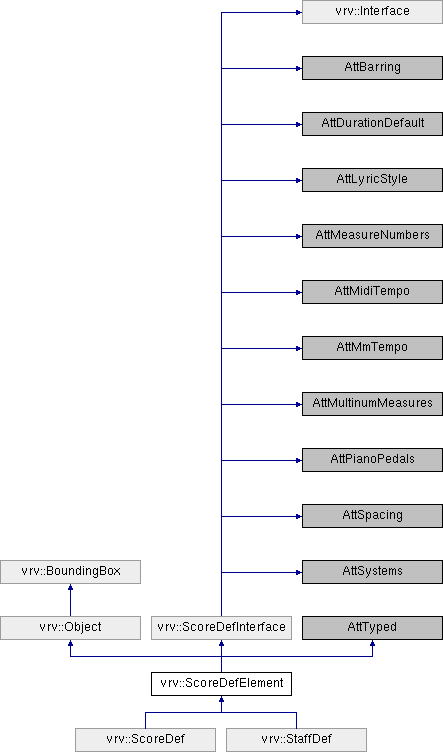 vrv::Interface
AttBarring
AttDurationDefault
AttLyricStyle
AttMeasureNumbers
AttMidiTempo
AttMmTempo
AttMultinumMeasures
AttPianoPedals
AttSpacing
vrv::BoundingBox
AttSystems
vrv::Object
vrv::ScoreDefInterface
AttTyped
vrv::ScoreDefElement
vrv::ScoreDef
vrv::StaffDef